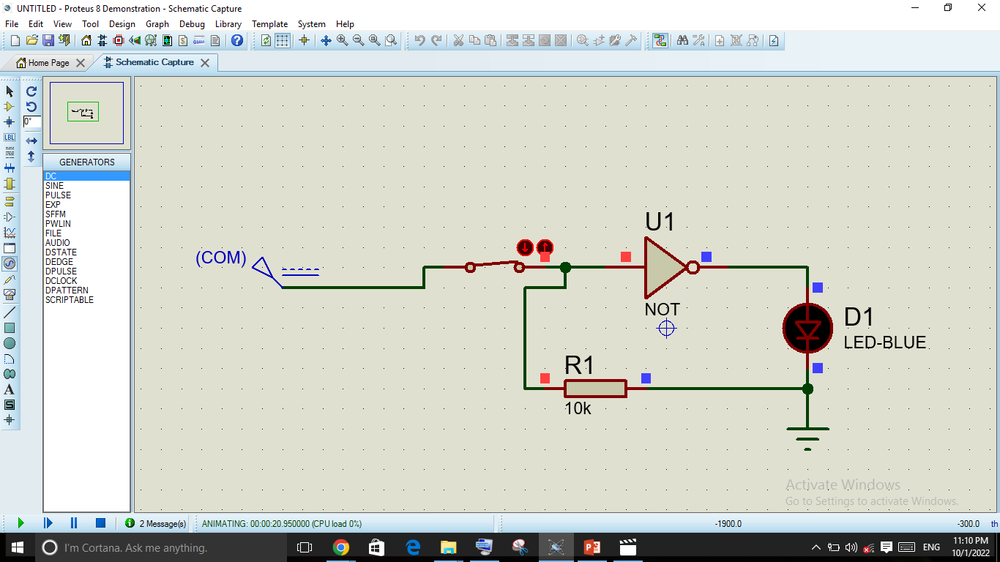 UNTITLED - Proteus 8 Demonstration - Schematic Capture
File Edit View Tool Design Graph Debug Library Template System Help
Home Page
Schematic Capture
0°
LBL
A
S
GENERATORS
DC
SINE
PULSE
EXP
SFFM
PWLIN
FILE
AUDIO
DSTATE
DEDGE
DPULSE
DCLOCK
DPATTERN
SCRIPTABLE
(COM)
U1
NOT
D1
LED-BLUE
R1
10k
Activate Windows
Go to Settings to activate Windows.
2 Message(s)
ANIMATING: 00:00:20.950000 (CPU load 0%)
-1900.0
-300.0
th
I'm Cortana. Ask me anything.
ENG
11:10 PM
10/1/2022